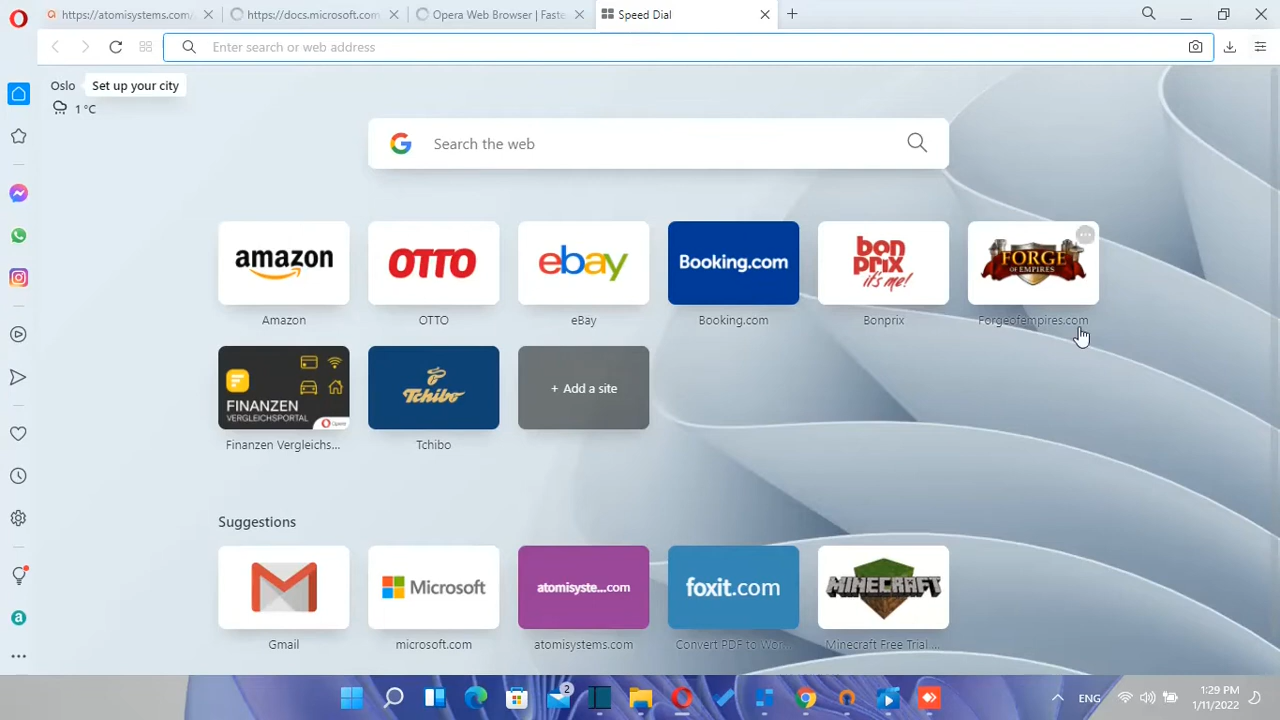 https://atomisystems.com/
https://docs.microsoft.com
Opera Web Browser | Faste
Speed Dial
Enter search or web address
Oslo
Set up your city
1 °C
Search the web
amazon
OTTO
ebay
Booking.com
bon prix it's me!
FORGE OF EMPIRES
Amazon
OTTO
eBay
Booking.com
Bonprix
Forgeofempires.com
FINANZEN
VERGLEICHSPORTAL
Opera
Tchibo
+ Add a site
Finanzen Vergleichs...
Tchibo
Suggestions
Microsoft
atomisyste...com
foxit.com
MINECRAFT
Gmail
microsoft.com
atomisystems.com
Convert PDF to Wor...
Minecraft Free Trial ...
2
ENG
1:29 PM
1/11/2022